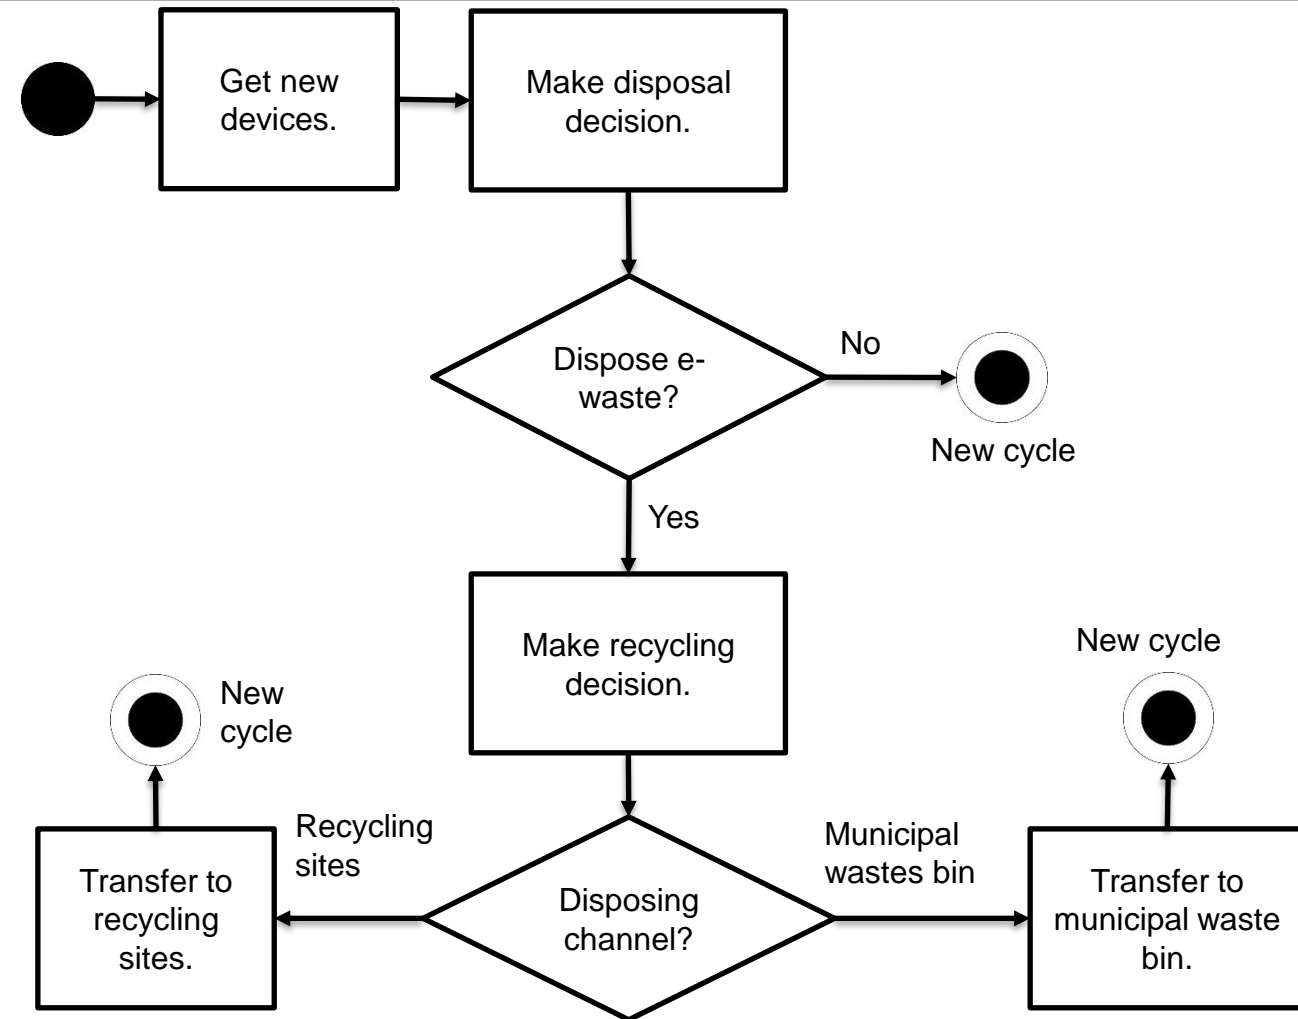 Get new
devices.
Make disposal
decision.
Dispose e-
waste?
No
New cycle
Yes
Make recycling
decision.
New cycle
New
cycle
Recycling
sites
Municipal
wastes bin
Transfer to
recycling
sites.
Disposing
channel?
Transfer to
municipal waste
bin.